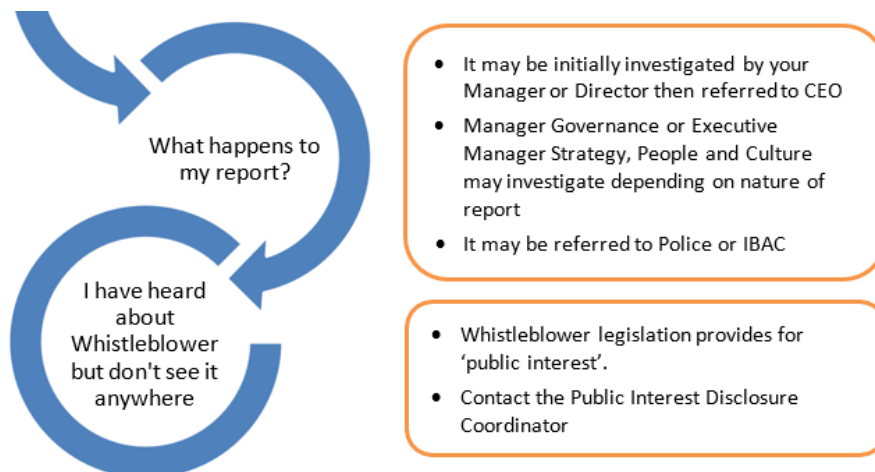 What happens to
my report?
• It may be initially investigated by your
Manager or Director then referred to CEO
• Manager Governance or Executive
Manager Strategy, People and Culture
may investigate depending on nature of
report
• It may be referred to Police or IBAC
I have heard
about
Whistleblower
but don't see it
anywhere
• Whistleblower legislation provides for
‘public interest’.
• Contact the Public Interest Disclosure
Coordinator